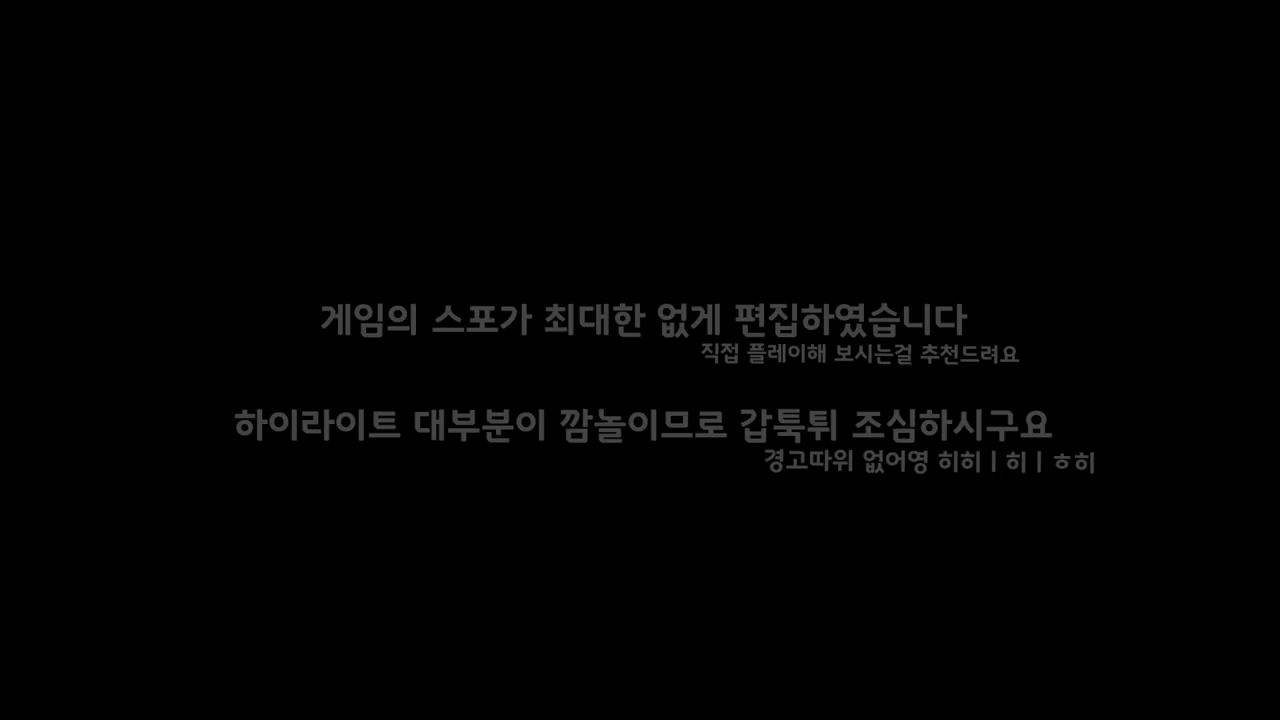 게임의 스포가 최대한 없게 편집하였습니다
직접 플레이해 보시는걸 추천드려요
하이라이트 대부분이 깜놀이므로 갑툭튀 조심하시구요
경고따위 없어영 히히ㅣ히ㅣㅎ히